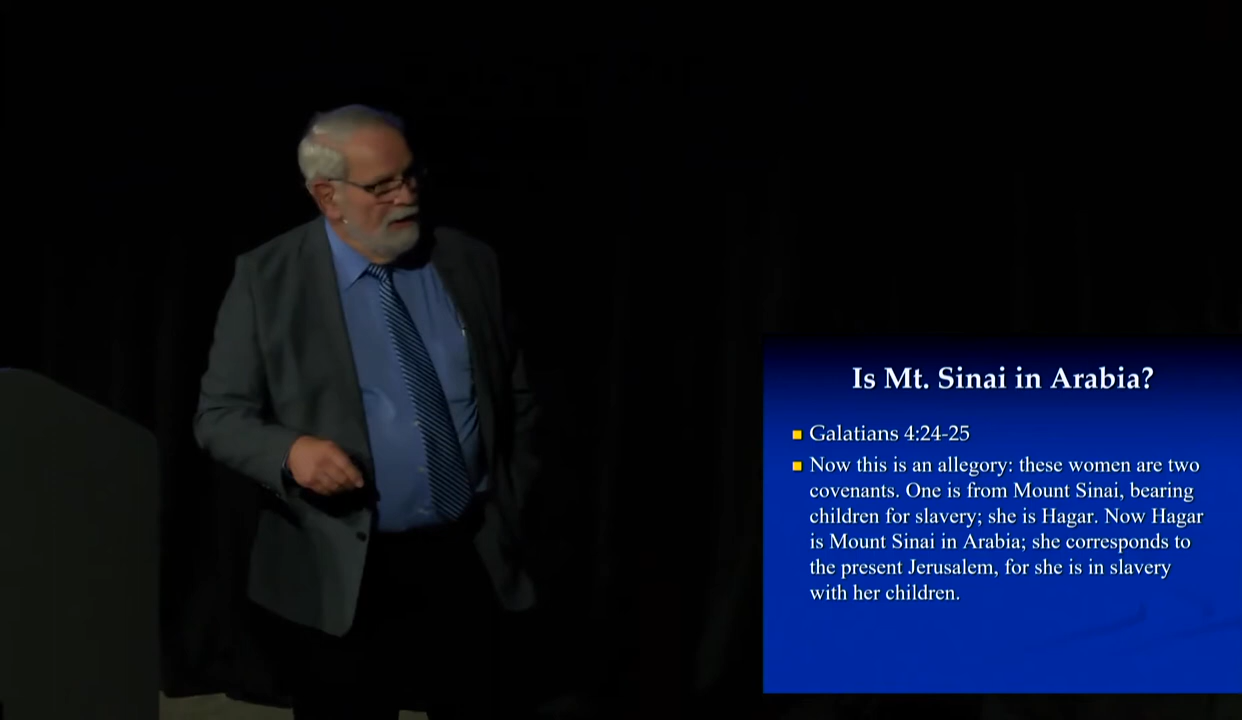 Is Mt. Sinai in Arabia?
Galatians 4:24-25
Now this is an allegory: these women are two
covenants. One is from Mount Sinai, bearing
children for slavery; she is Hagar. Now Hagar
is Mount Sinai in Arabia; she corresponds to
the present Jerusalem, for she is in slavery
with her children.